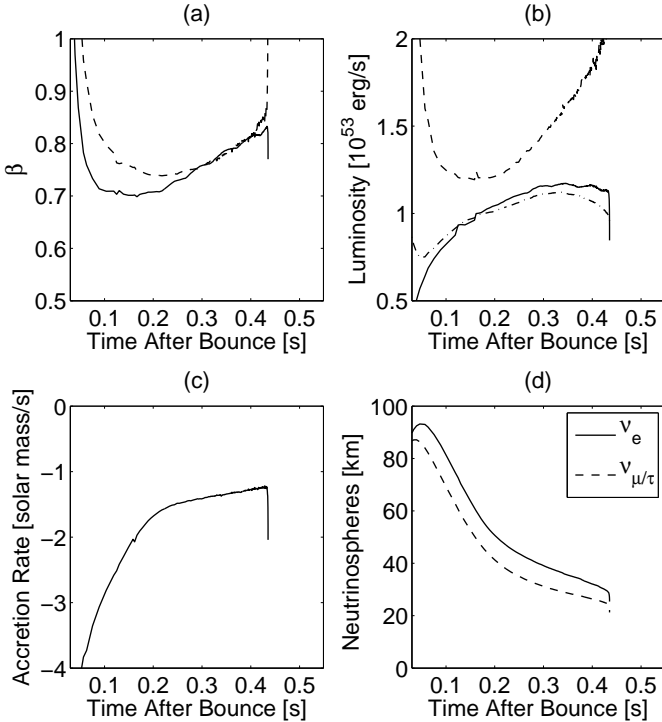 (a)
1
0.9
0.8
0.7
0.6
0.5
β
0.1 0.2 0.3 0.4 0.5
Time After Bounce [s]
(b)
2
1.5
1
0.5
Luminosity [10^53 erg/s]
0.1 0.2 0.3 0.4 0.5
Time After Bounce [s]
(c)
0
−1
−2
−3
−4
Accretion Rate [solar mass/s]
0.1 0.2 0.3 0.4 0.5
Time After Bounce [s]
(d)
100
80
60
40
20
0
Neutrinospheres [km]
ν_e
ν_μ/τ
0.1 0.2 0.3 0.4 0.5
Time After Bounce [s]